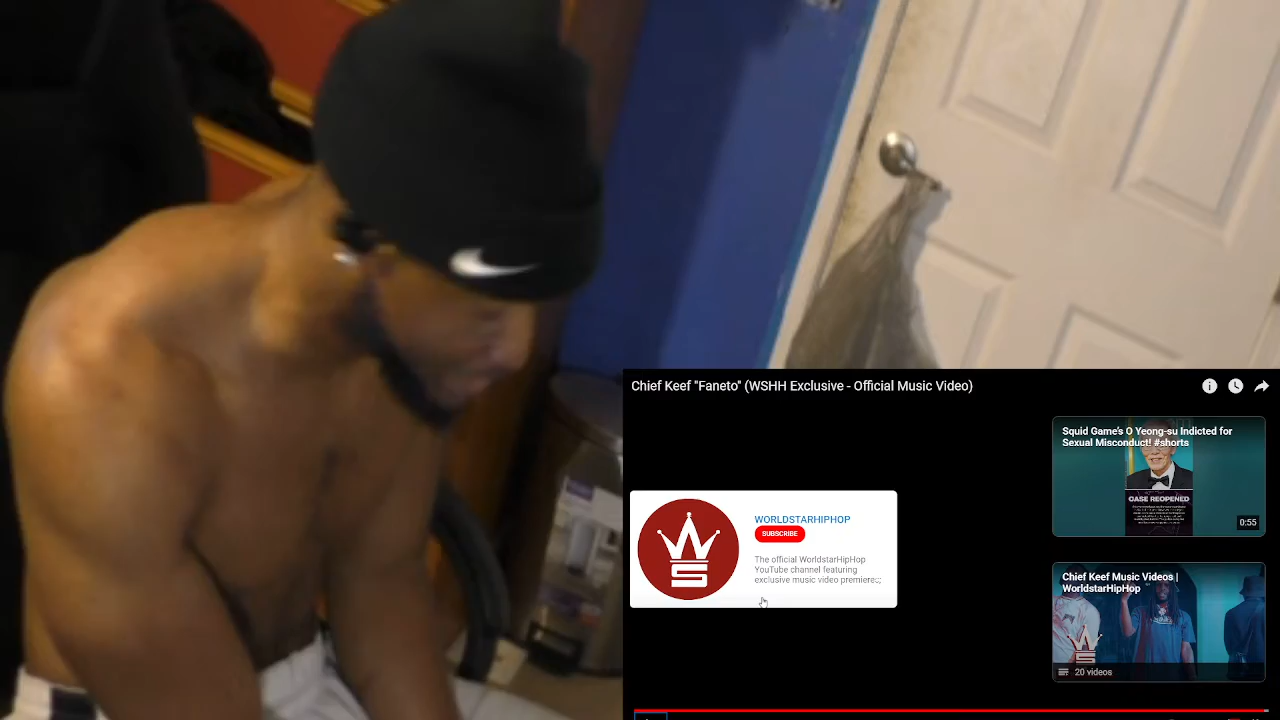 Chief Keef "Faneto" (WSHH Exclusive - Official Music Video)
Squid Game's O Yeong-su Indicted for
Sexual Misconduct! #shorts
CASE REOPENED
0:55
WORLDSTARHIPHOP
SUBSCRIBE
The official WorldstarHipHop
YouTube channel featuring
exclusive music video premieres;
Chief Keef Music Videos |
WorldstarHipHop
20 videos